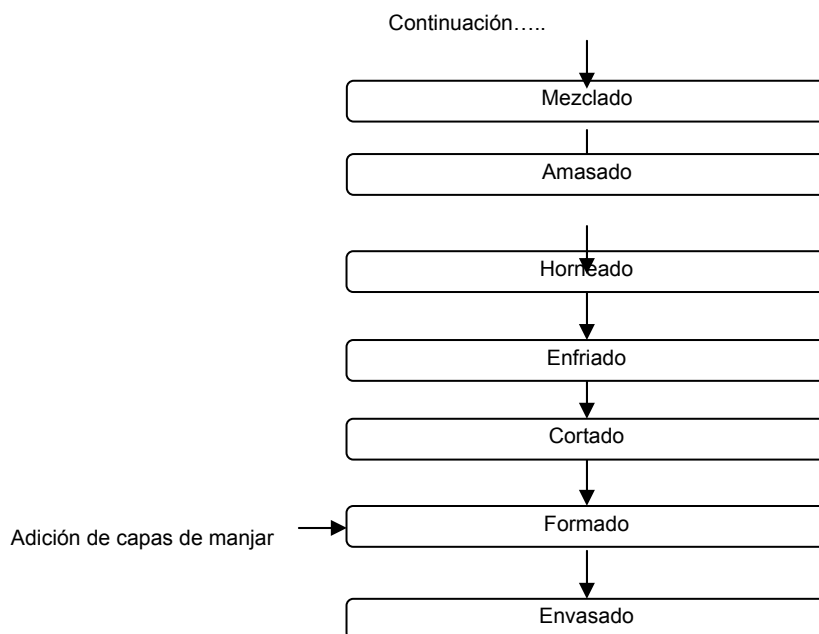 Continuación…..
Mezclado
Amasado
Horneado
Enfriado
Cortado
Formado
Adición de capas de manjar
Envasado